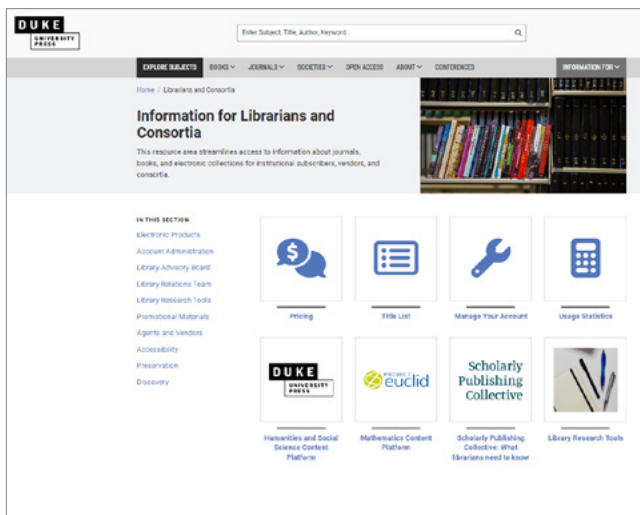 DUKE
UNIVERSITY
PRESS
Enter Subject, Title, Author, Keyword...
EXPLORE SUBJECTS BOOKS JOURNALS SOCIETIES OPEN ACCESS ABOUT CONFERENCES INFORMATION FOR
Home / Librarians and Consortia
Information for Librarians and
Consortia
This resource area streamlines access to information about journals,
books, and electronic collections for institutional subscribers, vendors, and
consortia.
IN THIS SECTION
Electronic Products
Account Administration
Library Advisory Board
Library Relations Team
Library Research Tools
Promotional Materials
Agents and Vendors
Accessibility
Preservation
Discovery
$
Pricing
Title List
Manage Your Account
Usage Statistics
DUKE
UNIVERSITY
PRESS
Humanities and Social
Science Content
Platform
PROJECT
euclid
Mathematics Content
Platform
Scholarly
Publishing
Collective
Scholarly Publishing
Collective: What
librarians need to know
Library Research Tools